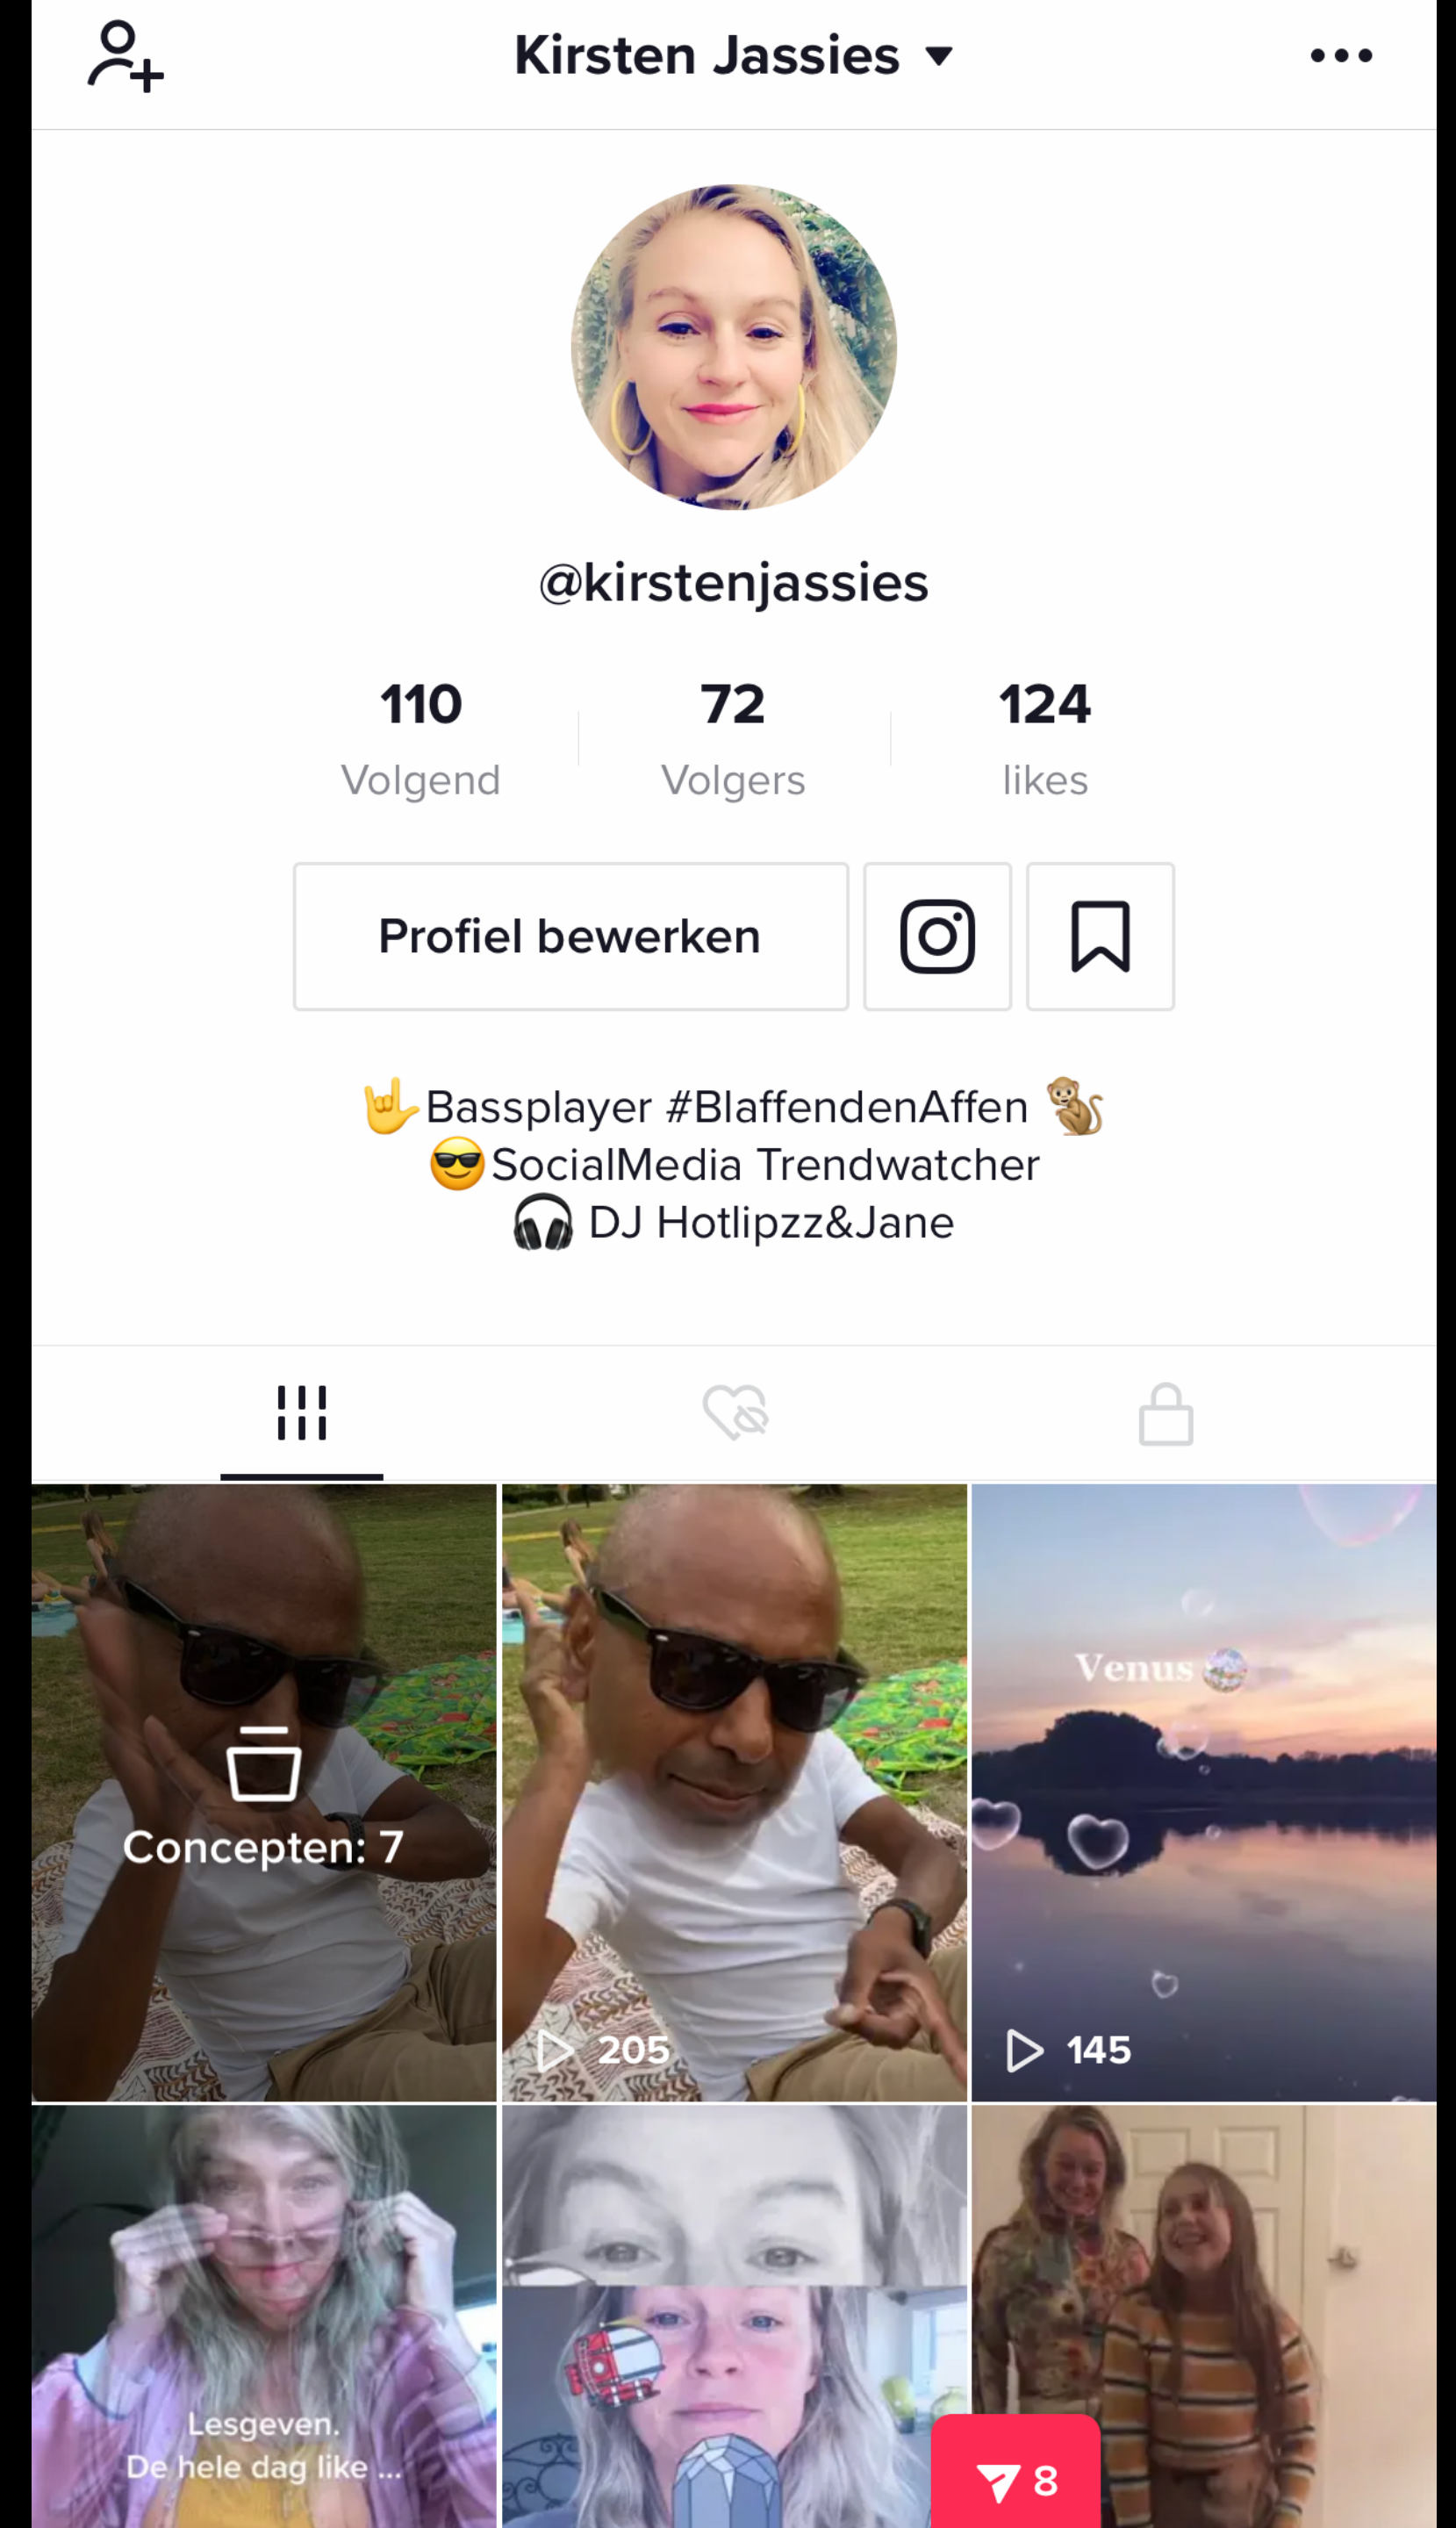 Kirsten Jassies
@kirstenjassies
110 72 124
Volgend Volgers likes
Profiel bewerken
Bassplayer #BlaffendenAffen
SocialMedia Trendwatcher
DJ Hotlipzz&Jane
Concepten: 7
205
Venus
145
Lesgeven.
De hele dag like ...
8